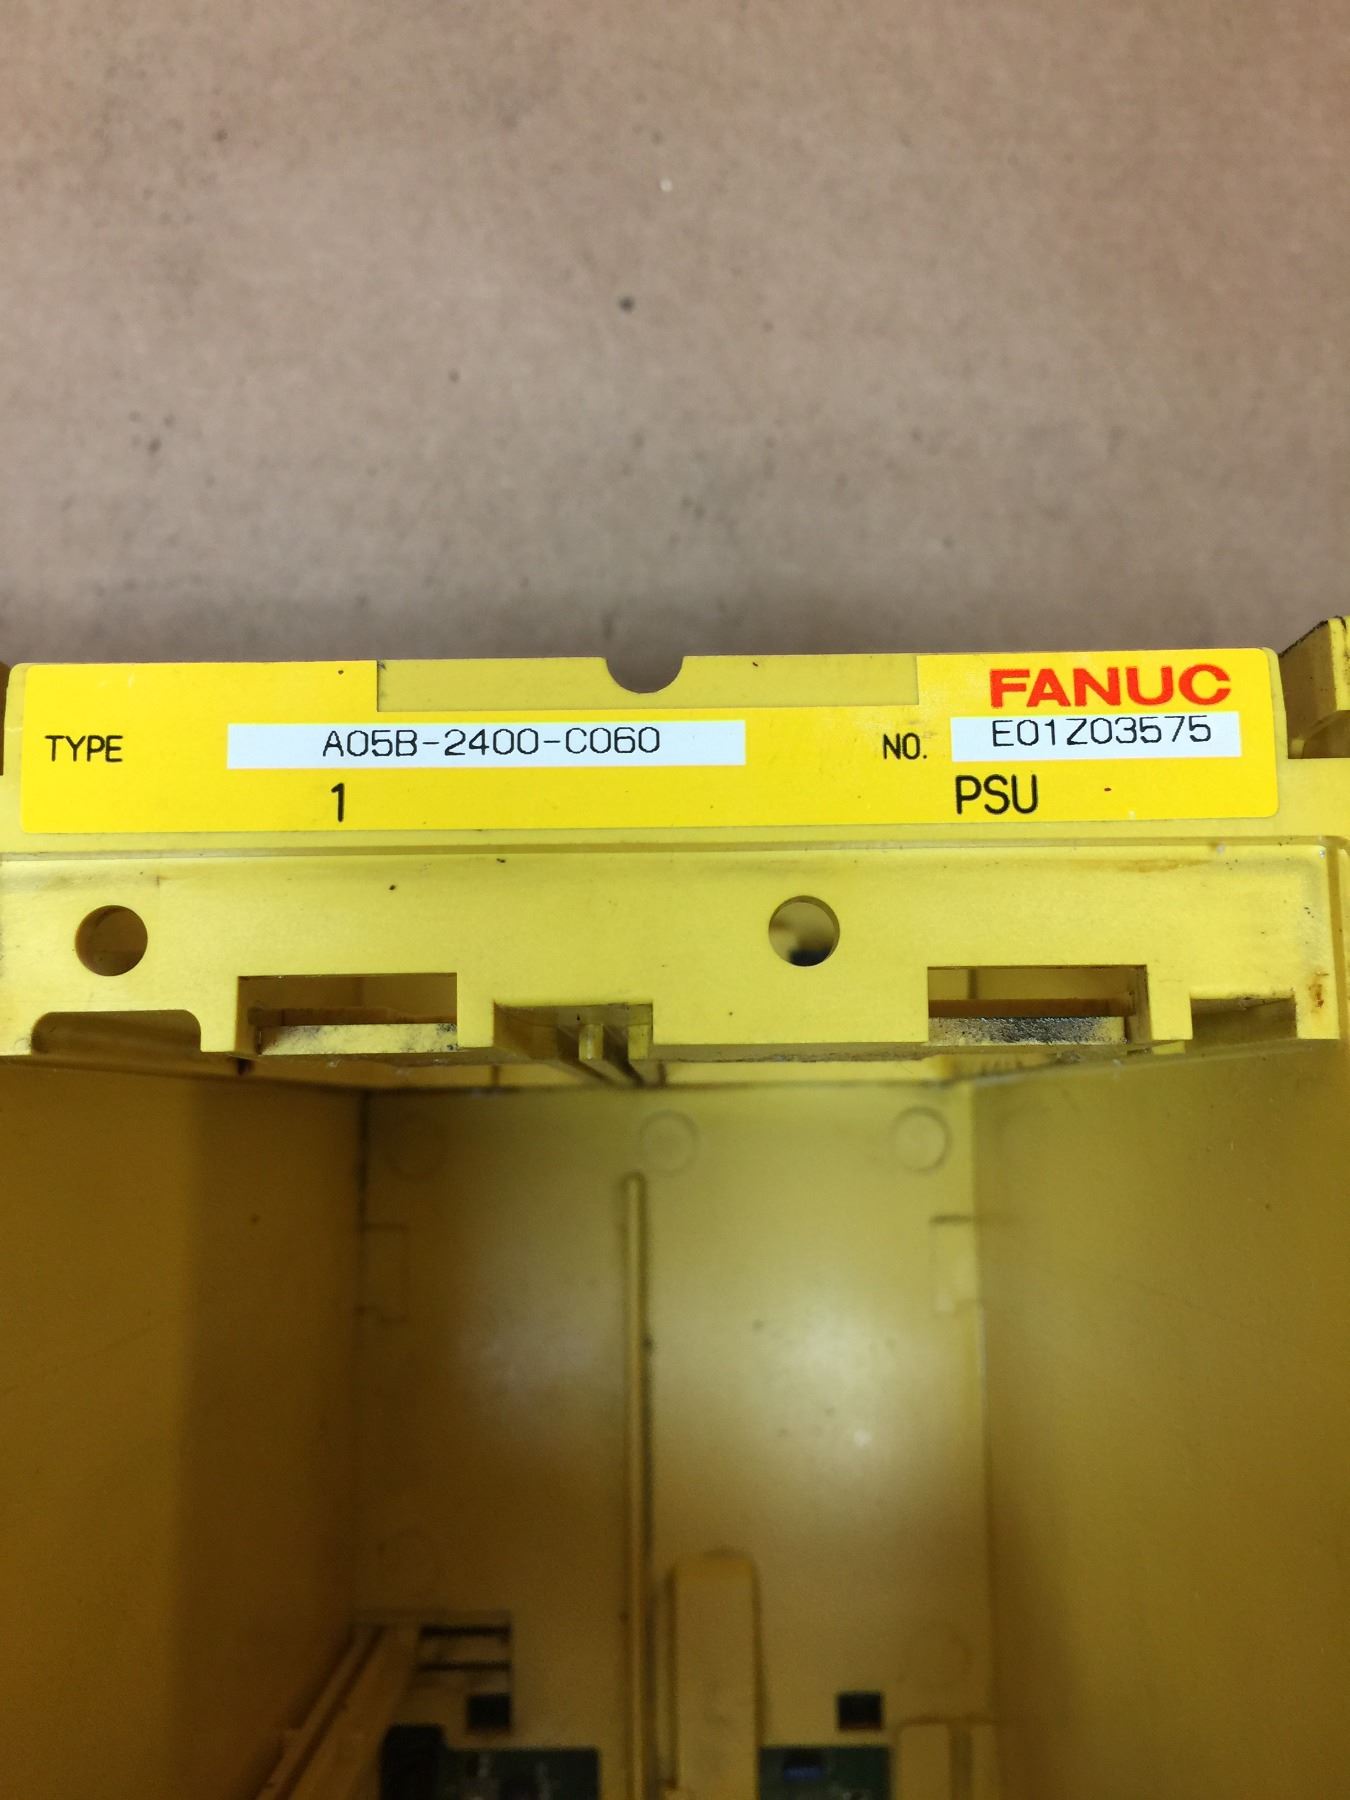 FANUC
TYPE A05B-2400-C060 NO. E01Z03575
1 PSU